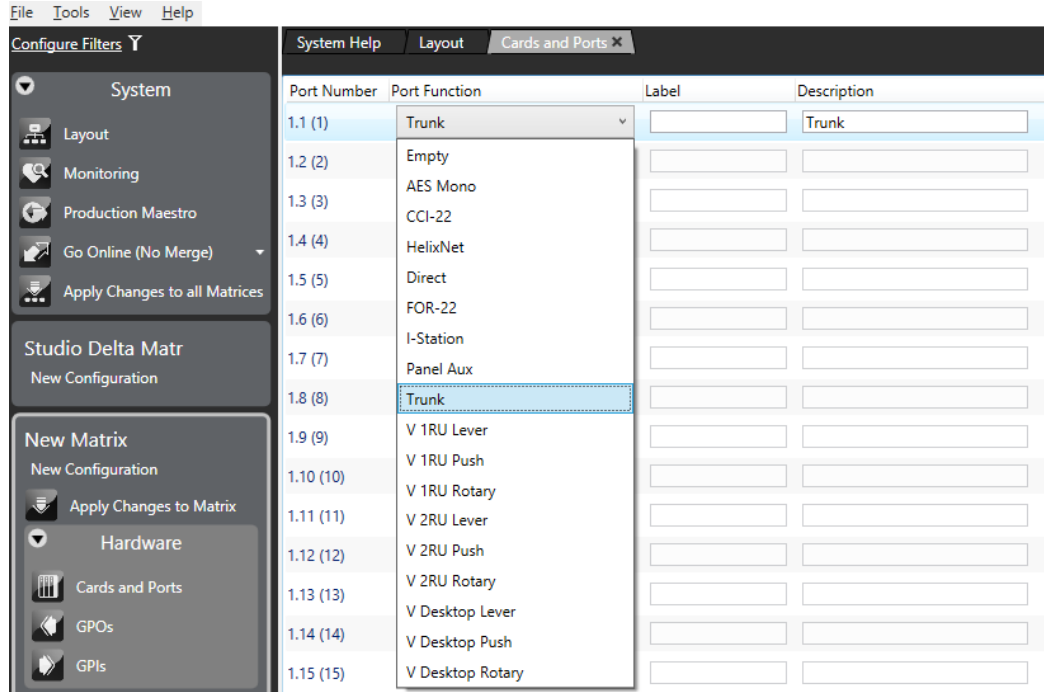 File Tools View Help
Configure Filters
System
Layout
Monitoring
Production Maestro
Go Online (No Merge)
Apply Changes to all Matrices
Studio Delta Matr
New Configuration
New Matrix
New Configuration
Apply Changes to Matrix
Hardware
Cards and Ports
GPOs
GPIs
System Help Layout Cards and Ports
Port Number Port Function Label Description
1.1 (1) Trunk Trunk
1.2 (2)
1.3 (3)
1.4 (4)
1.5 (5)
1.6 (6)
1.7 (7)
1.8 (8)
1.9 (9)
1.10 (10)
1.11 (11)
1.12 (12)
1.13 (13)
1.14 (14)
1.15 (15)
Empty
AES Mono
CCI-22
HelixNet
Direct
FOR-22
I-Station
Panel Aux
Trunk
V 1RU Lever
V 1RU Push
V 1RU Rotary
V 2RU Lever
V 2RU Push
V 2RU Rotary
V Desktop Lever
V Desktop Push
V Desktop Rotary